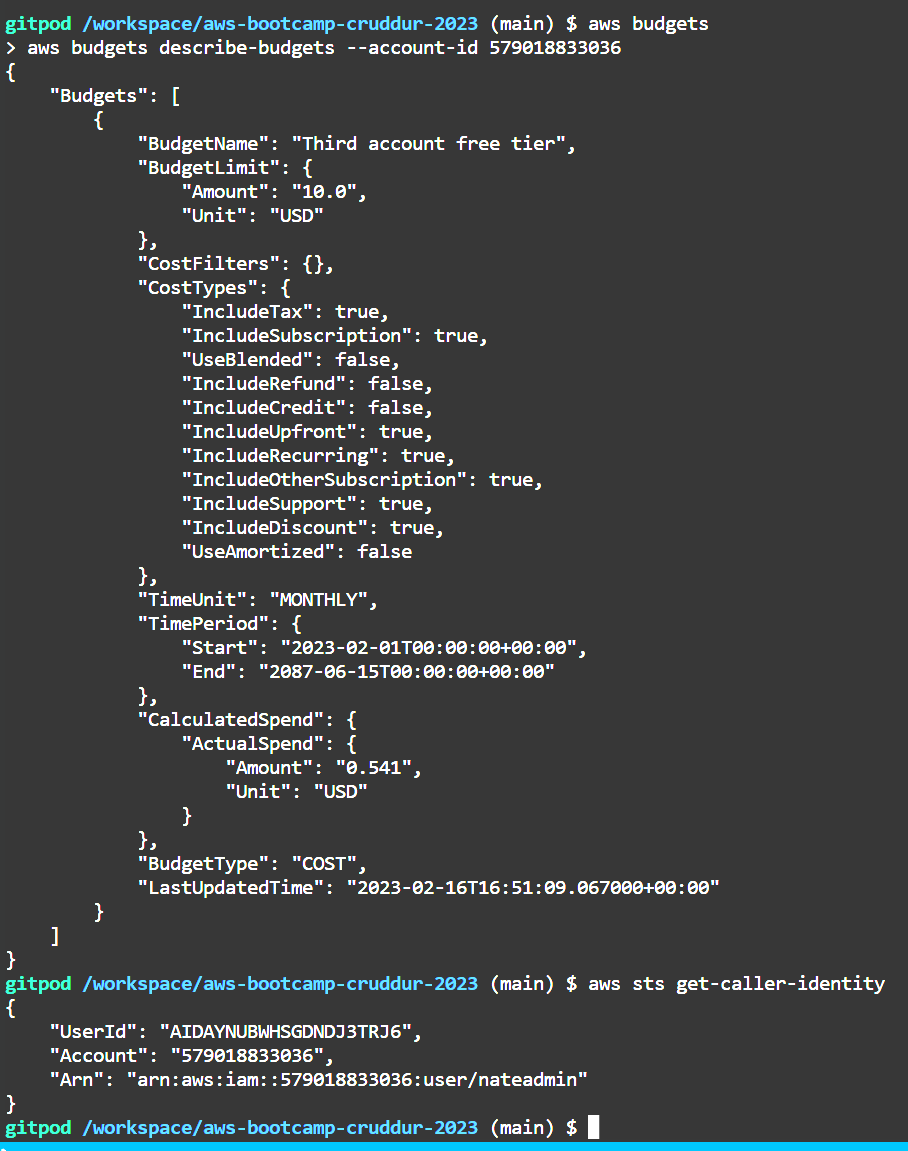 gitpod /workspace/aws-bootcamp-cruddur-2023 (main) $ aws budgets
> aws budgets describe-budgets --account-id 579018833036
{
    "Budgets": [
        {
            "BudgetName": "Third account free tier",
            "BudgetLimit": {
                "Amount": "10.0",
                "Unit": "USD"
            },
            "CostFilters": {},
            "CostTypes": {
                "IncludeTax": true,
                "IncludeSubscription": true,
                "UseBlended": false,
                "IncludeRefund": false,
                "IncludeCredit": false,
                "IncludeUpfront": true,
                "IncludeRecurring": true,
                "IncludeOtherSubscription": true,
                "IncludeSupport": true,
                "IncludeDiscount": true,
                "UseAmortized": false
            },
            "TimeUnit": "MONTHLY",
            "TimePeriod": {
                "Start": "2023-02-01T00:00:00+00:00",
                "End": "2087-06-15T00:00:00+00:00"
            },
            "CalculatedSpend": {
                "ActualSpend": {
                    "Amount": "0.541",
                    "Unit": "USD"
                }
            },
            "BudgetType": "COST",
            "LastUpdatedTime": "2023-02-16T16:51:09.067000+00:00"
        }
    ]
}
gitpod /workspace/aws-bootcamp-cruddur-2023 (main) $ aws sts get-caller-identity
{
    "UserId": "AIDAYNUBWHSGDNDJ3TRJ6",
    "Account": "579018833036",
    "Arn": "arn:aws:iam::579018833036:user/nateadmin"
}
gitpod /workspace/aws-bootcamp-cruddur-2023 (main) $